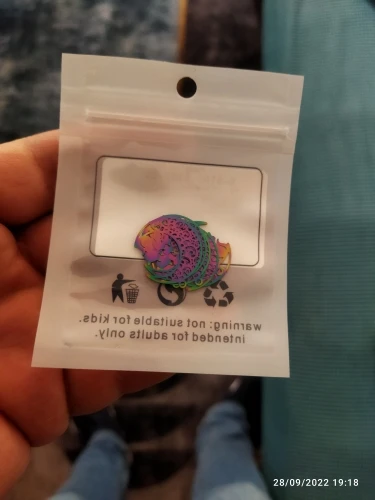 warning: not suitable for kids.
intended for adults only.
28/09/2022 19:18